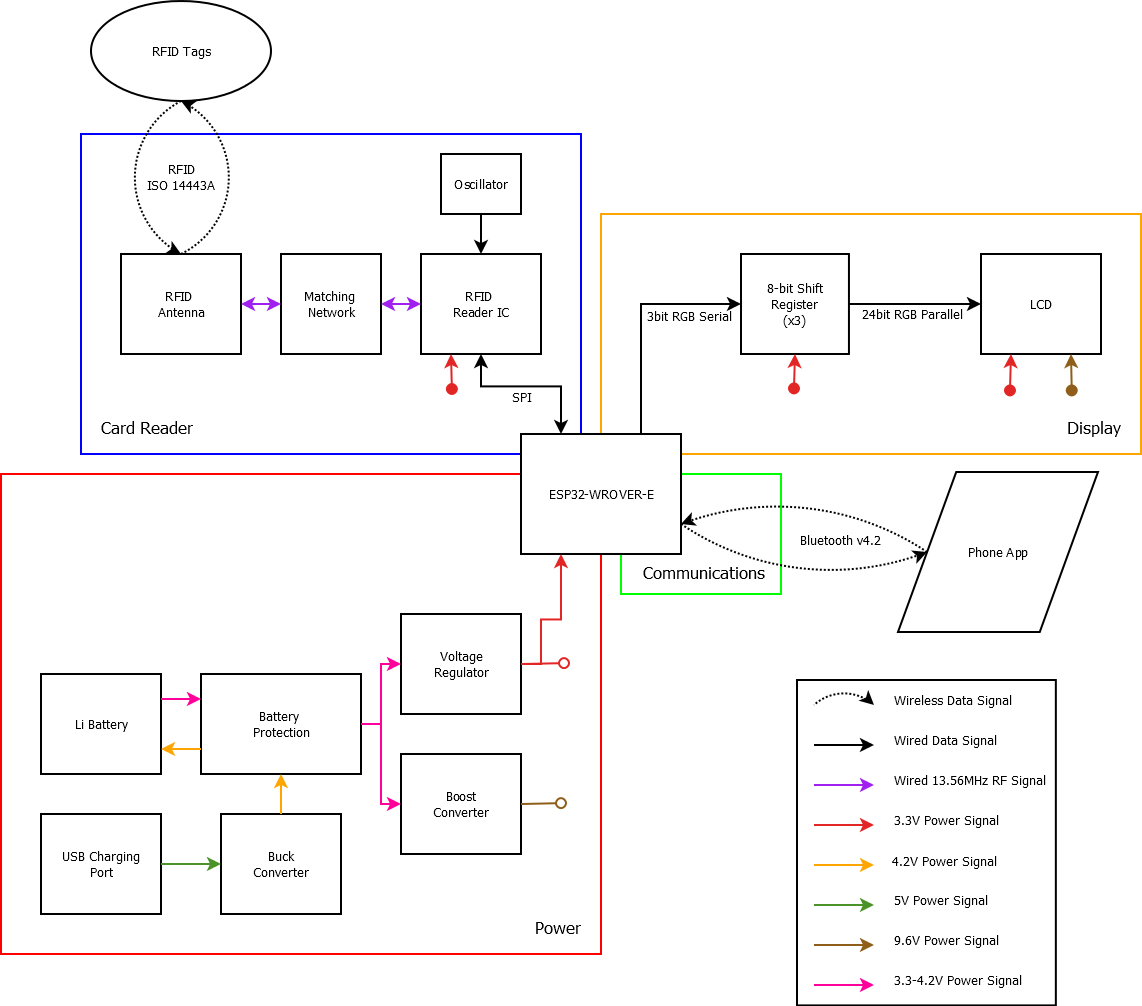 RFID Tags
RFID
ISO 14443A
Oscillator
RFID
Antenna
Matching
Network
RFID
Reader IC
8-bit Shift
Register
(x3)
LCD
3bit RGB Serial
24bit RGB Parallel
SPI
Card Reader
Display
ESP32-WROVER-E
Bluetooth v4.2
Phone App
Communications
Voltage
Regulator
Li Battery
Battery
Protection
Boost
Converter
USB Charging
Port
Buck
Converter
Power
Wireless Data Signal
Wired Data Signal
Wired 13.56MHz RF Signal
3.3V Power Signal
4.2V Power Signal
5V Power Signal
9.6V Power Signal
3.3-4.2V Power Signal